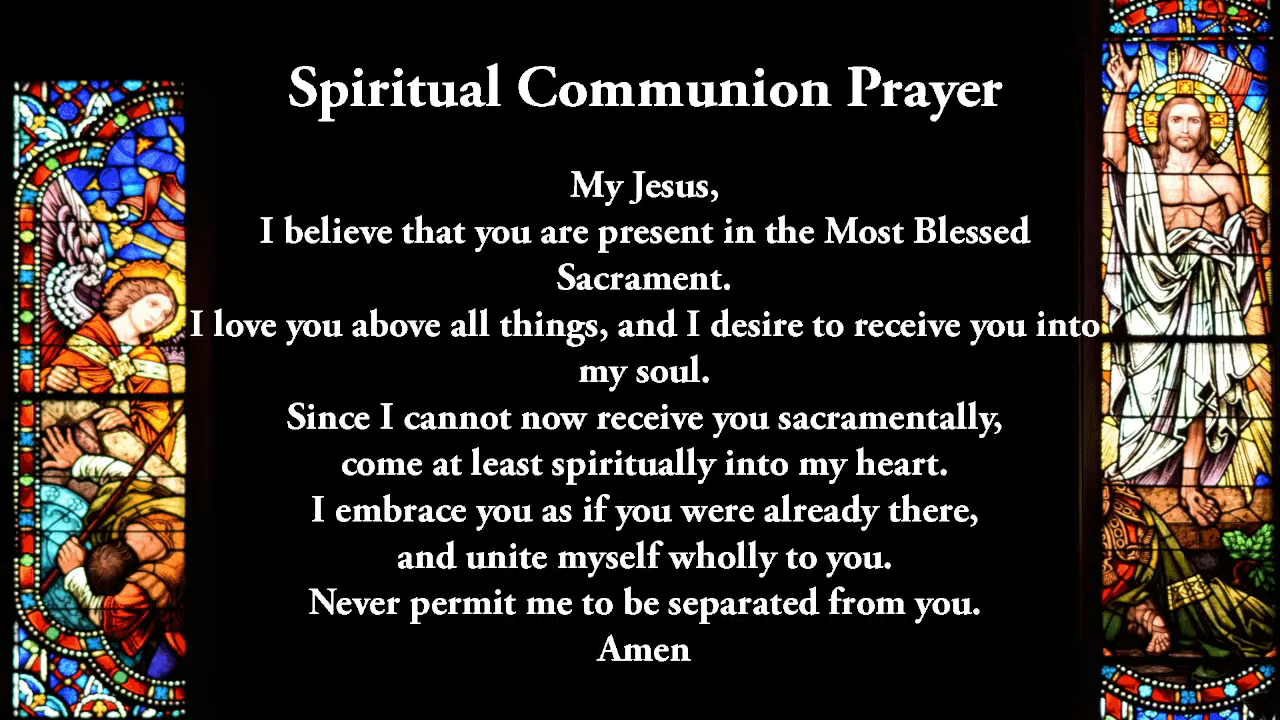 Spiritual Communion Prayer
My Jesus,
I believe that you are present in the Most Blessed
Sacrament.
I love you above all things, and I desire to receive you into
my soul.
Since I cannot now receive you sacramentally,
come at least spiritually into my heart.
I embrace you as if you were already there,
and unite myself wholly to you.
Never permit me to be separated from you.
Amen